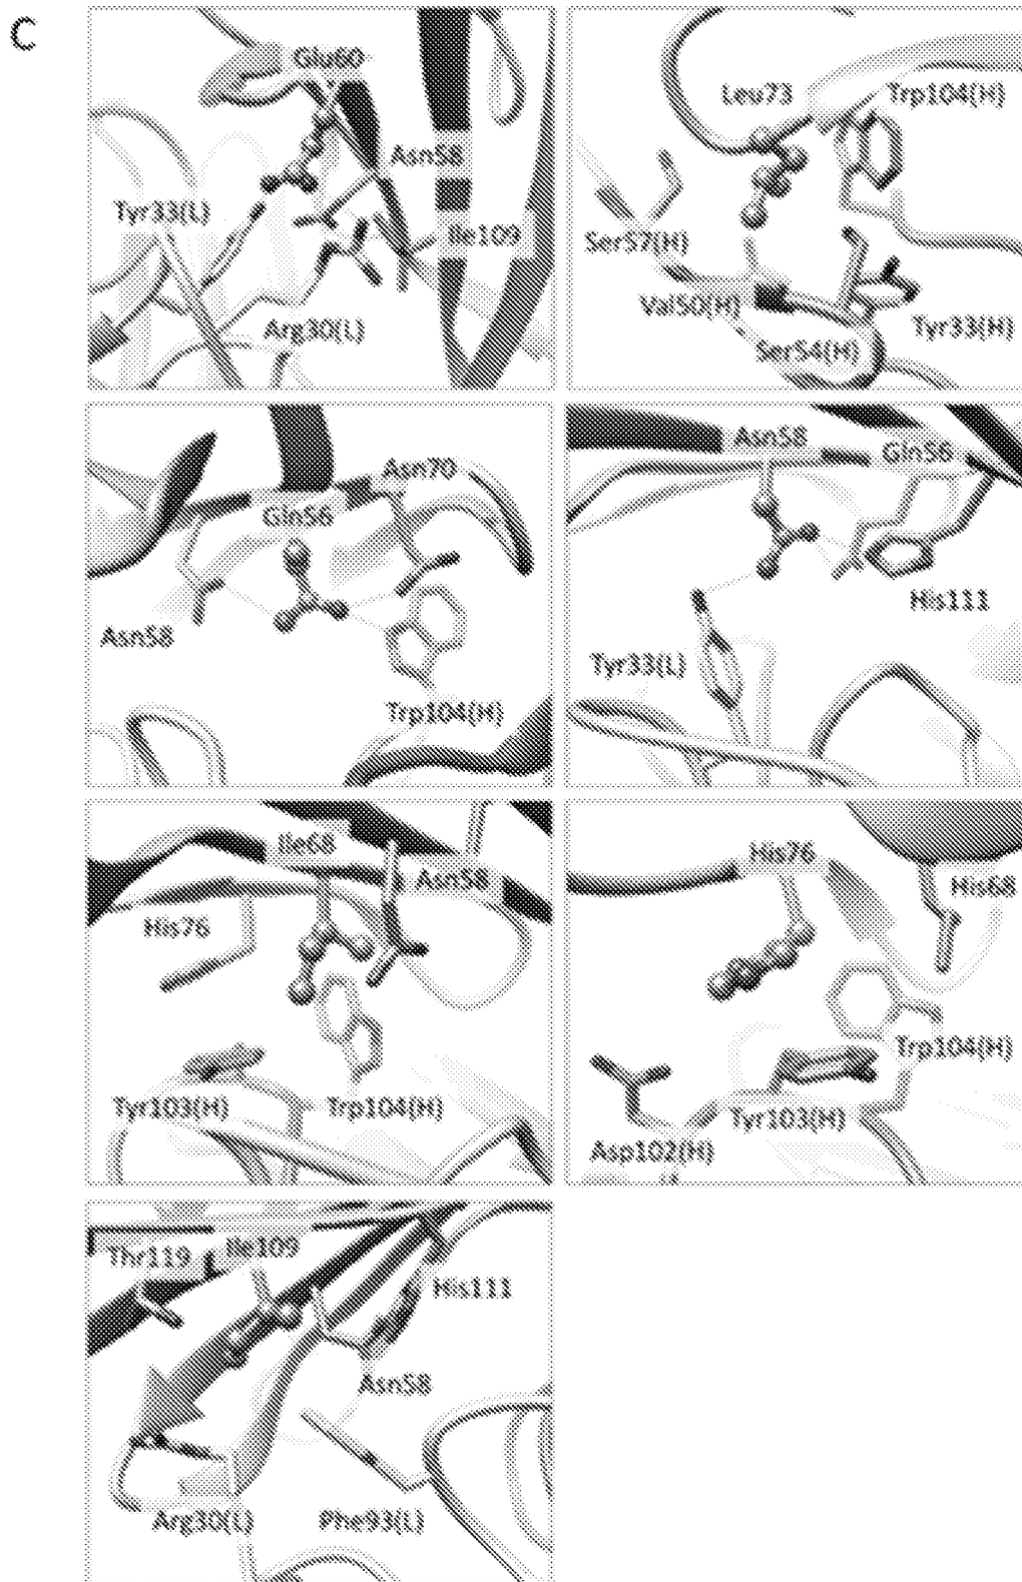 C
Glu60
Asn58
Tyr33(L)
Ile109
Arg30(L)
Leu73
Trp104(H)
Ser57(H)
Val50(H)
Tyr33(H)
Ser54(H)
Asn70
Gln56
Asn58
Trp104(H)
Asn58
Gln56
His111
Tyr33(L)
Ile68
Asn58
His76
Tyr103(H)
Trp104(H)
His76
His68
Trp104(H)
Tyr103(H)
Asp102(H)
Thr119
Ile109
His111
Asn58
Arg30(L)
Phe93(L)